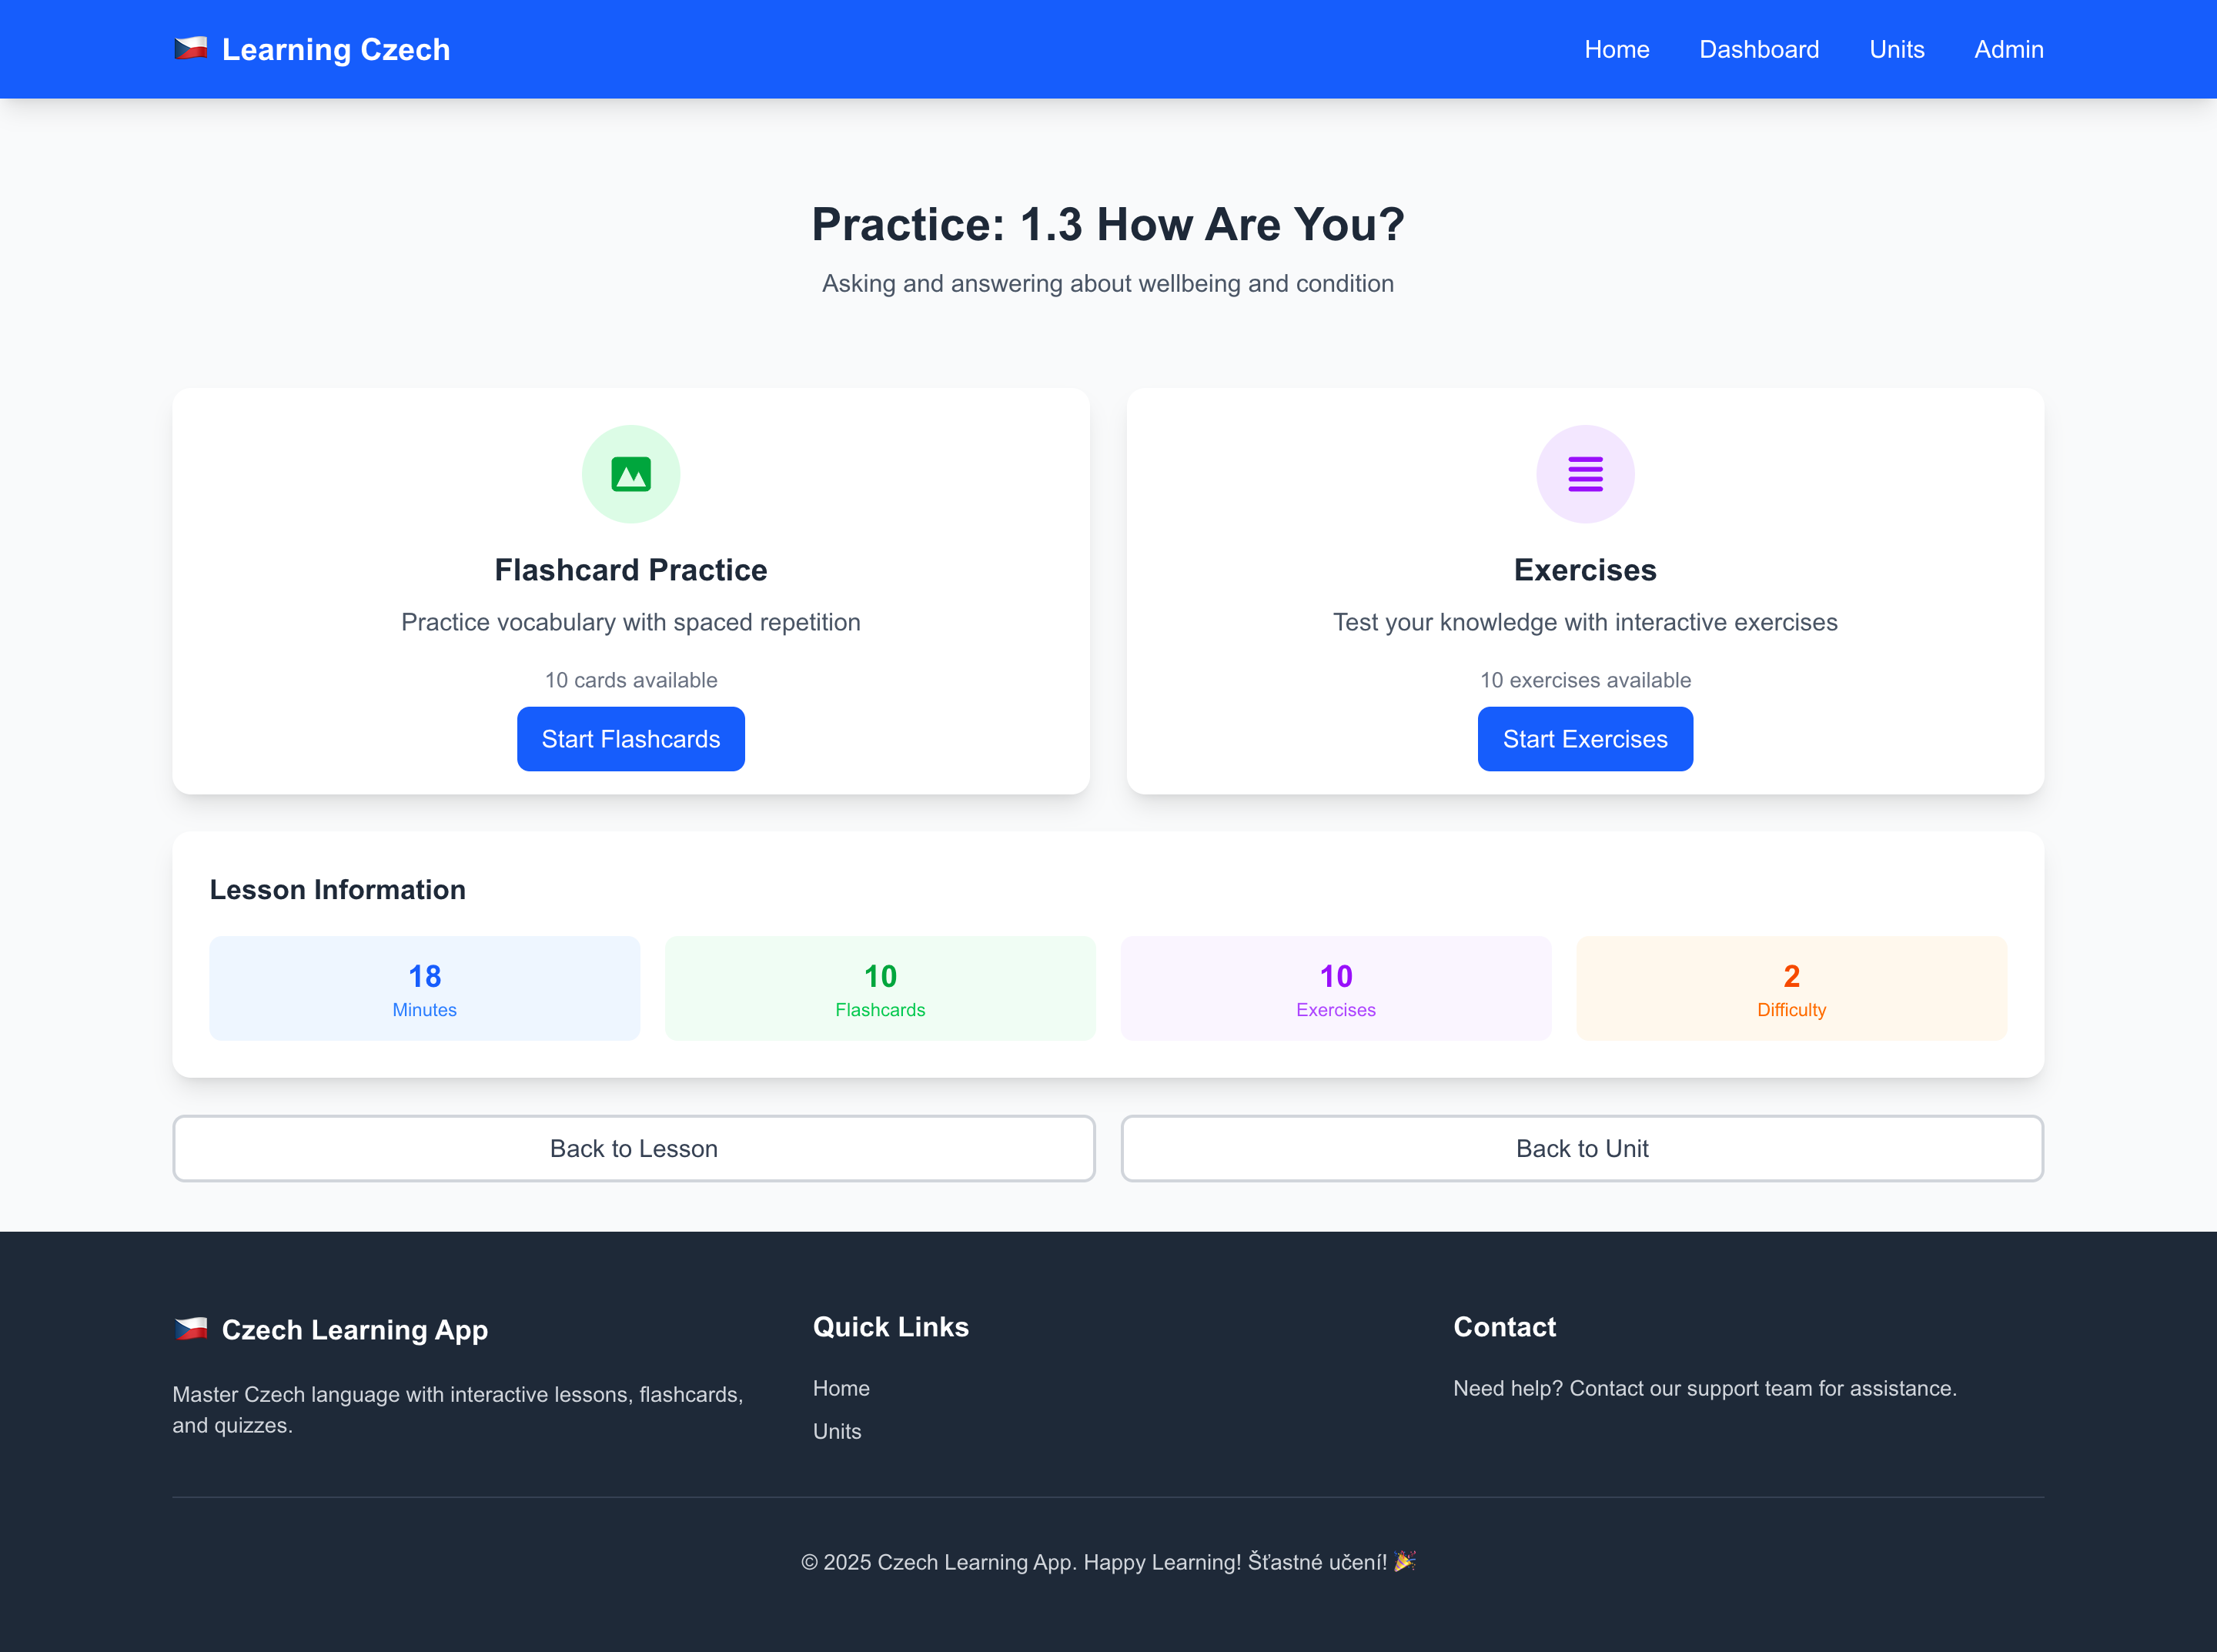 🇨🇿 Learning Czech
Home Dashboard Units Admin
Practice: 1.3 How Are You?
Asking and answering about wellbeing and condition
Flashcard Practice
Practice vocabulary with spaced repetition
10 cards available
Start Flashcards
Exercises
Test your knowledge with interactive exercises
10 exercises available
Start Exercises
Lesson Information
18
Minutes
10
Flashcards
10
Exercises
2
Difficulty
Back to Lesson
Back to Unit
🇨🇿 Czech Learning App
Master Czech language with interactive lessons, flashcards,
and quizzes.
Quick Links
Home
Units
Contact
Need help? Contact our support team for assistance.
© 2025 Czech Learning App. Happy Learning! Šťastné učení! 🎉